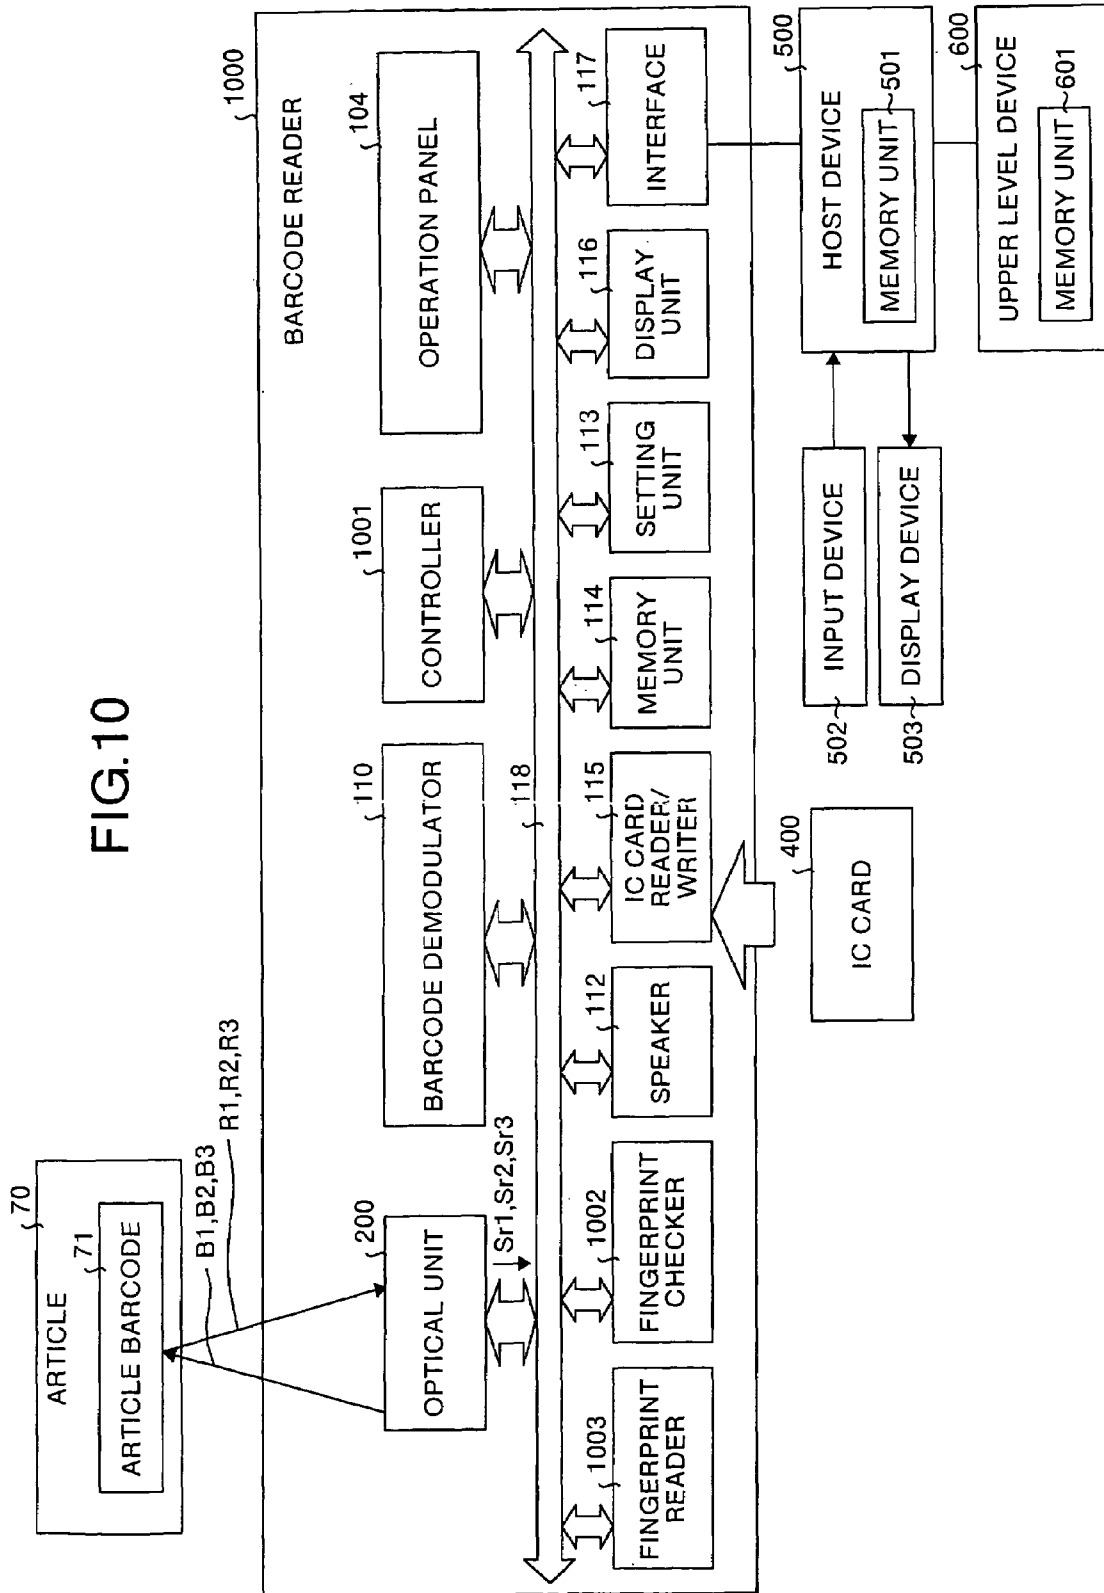 FIG.10
70
ARTICLE
71
ARTICLE BARCODE
B1,B2,B3
R1,R2,R3
1000
BARCODE READER
200
OPTICAL UNIT
Sr1,Sr2,Sr3
110
BARCODE DEMODULATOR
1001
CONTROLLER
104
OPERATION PANEL
118
1003
FINGERPRINT
READER
1002
FINGERPRINT
CHECKER
112
SPEAKER
115
IC CARD
READER/
WRITER
114
MEMORY
UNIT
113
SETTING
UNIT
116
DISPLAY
UNIT
117
INTERFACE
400
IC CARD
502
INPUT DEVICE
503
DISPLAY DEVICE
500
HOST DEVICE
MEMORY UNIT
501
600
UPPER LEVEL DEVICE
MEMORY UNIT
601